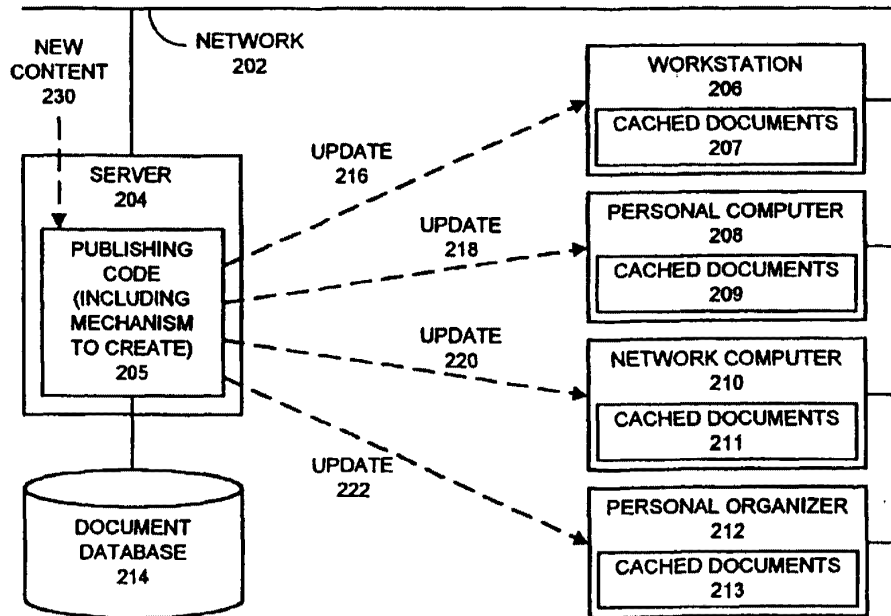 NETWORK
202
NEW
CONTENT
230
SERVER
204
PUBLISHING
CODE
(INCLUDING
MECHANISM
TO CREATE)
205
DOCUMENT
DATABASE
214
UPDATE
216
UPDATE
218
UPDATE
220
UPDATE
222
WORKSTATION
206
CACHED DOCUMENTS
207
PERSONAL COMPUTER
208
CACHED DOCUMENTS
209
NETWORK COMPUTER
210
CACHED DOCUMENTS
211
PERSONAL ORGANIZER
212
CACHED DOCUMENTS
213